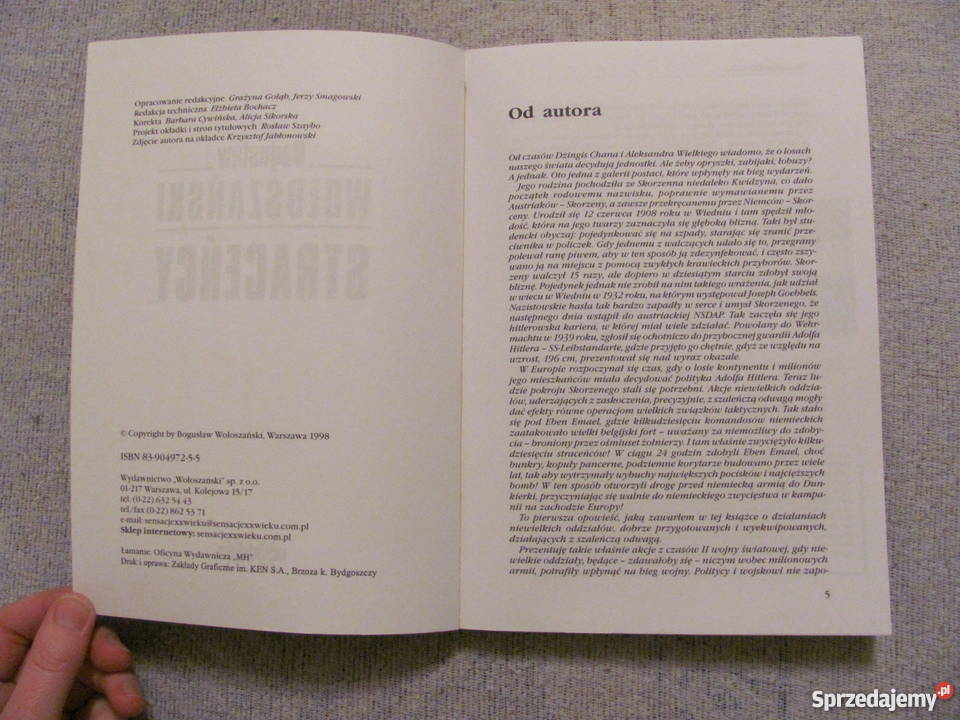 Opracowanie redakcyjne Grażyna Gołąb, Jerzy Smagowski
Redakcja techniczna Elżbieta Bochacz
Korekta Barbara Cywińska, Alicja Sikorska
Projekt okładki i stron tytułowych Rosław Szaybo
Zdjęcie autora na okładce Krzysztof Jabłonowski
WOŁOSZAŃSKI
STRACEŃCY
© Copyright by Bogusław Wołoszański, Warszawa 1998
ISBN 83-904972-5-5
Wydawnictwo „Wołoszański" sp. z o.o.
01-217 Warszawa, ul. Kolejowa 15/17
tel. (0-22) 632 54 43
tel./fax (0-22) 862 53 71
e-mail: sensacjexxwieku@sensacjexxwieku.com.pl
Sklep internetowy: sensacjexxwieku.com.pl
Łamanie: Oficyna Wydawnicza „MH"
Druk i oprawa: Zakłady Graficzne im. KEN S.A., Brzoza k. Bydgoszczy
Od autora
Od czasów Dżingis Chana i Aleksandra Wielkiego wiadomo, że o losach
naszego świata decydują jednostki. Ale żeby opryszki, zabijaki, łobuzy?
A jednak. Oto jedna z galerii postaci, które wpłynęły na bieg wydarzeń.
Jego rodzina pochodziła ze Skorzenna niedaleko Kwidzyna, co dało
początek rodowemu nazwisku, poprawnie wymawianemu przez
Austriaków – Skorzeny, a zawsze przekręcanemu przez Niemców – Skor-
ceny. Urodził się 12 czerwca 1908 roku w Wiedniu i tam spędził mło-
dość, która na jego twarzy zaznaczyła się głęboką blizną. Taki był stu-
dencki obyczaj: pojedynkować się na szpady, starając się zranić prze-
ciwnika w policzek. Gdy jednemu z walczących udało się to, przegrany
polewał ranę piwem, aby w ten sposób ją zdezynfekować, i często zszy-
wano ją na miejscu z pomocą zwykłych krawieckich przyborów. Skor-
zeny walczył 15 razy, ale dopiero w dziesiątym starciu zdobył swoją
bliznę. Pojedynek jednak nie zrobił na nim takiego wrażenia, jak udział
w wiecu w Wiedniu w 1932 roku, na którym występował Joseph Goebbels.
Nazistowskie hasła tak bardzo zapadły w serce i umysł Skorzenego, że
następnego dnia wstąpił do austriackiej NSDAP. Tak zaczęła się jego
hitlerowska kariera, w której miał wiele zdziałać. Powołany do Wehr-
machtu w 1939 roku, zgłosił się ochotniczo do przybocznej gwardii Adolfa
Hitlera – SS-Leibstandarte, gdzie przyjęto go chętnie, gdyż ze względu na
wzrost, 196 cm, prezentował się nad wyraz okazale.
W Europie rozpoczynał się czas, gdy o losie kontynentu i milionów
jego mieszkańców miała decydować polityka Adolfa Hitlera. Teraz lu-
dzie pokroju Skorzenego stali się potrzebni. Akcje niewielkich oddzia-
łów, uderzających z zaskoczenia, precyzyjnie, z szaleńczą odwagą mogły
dać efekty równe operacjom wielkich związków taktycznych. Tak stało
się pod Eben Emael, gdzie kilkudziesięciu komandosów niemieckich
zaatakowało wielki belgijski fort – uważany za niemożliwy do zdoby-
cia – broniony przez ośmiuset żołnierzy. I tam właśnie zwyciężyło kilku-
dziesięciu straceńców! W ciągu 24 godzin zdobyli Eben Emael, choć
bunkry, kopuły pancerne, podziemne korytarze budowano przez wiele
lat, tak aby wytrzymały wybuchy największych pocisków i najcięższych
bomb! W ten sposób otworzyli drogę przed niemiecką armią do Dun-
kierki, przyczyniając się walnie do niemieckiego zwycięstwa w kampa-
nii na zachodzie Europy!
To pierwsza opowieść, jaką zawarłem w tej książce o działaniach
niewielkich oddziałów, dobrze przygotowanych i wyekwipowanych,
działających z szaleńczą odwagą.
Prezentuję takie właśnie akcje z czasów II wojny światowej, gdy nie-
wielkie oddziały, będące – zdawałoby się – niczym wobec milionowych
armii, potrafiły wpłynąć na bieg wojny. Politycy i wojskowi nie zapo-
5
Sprzedajemy.pl